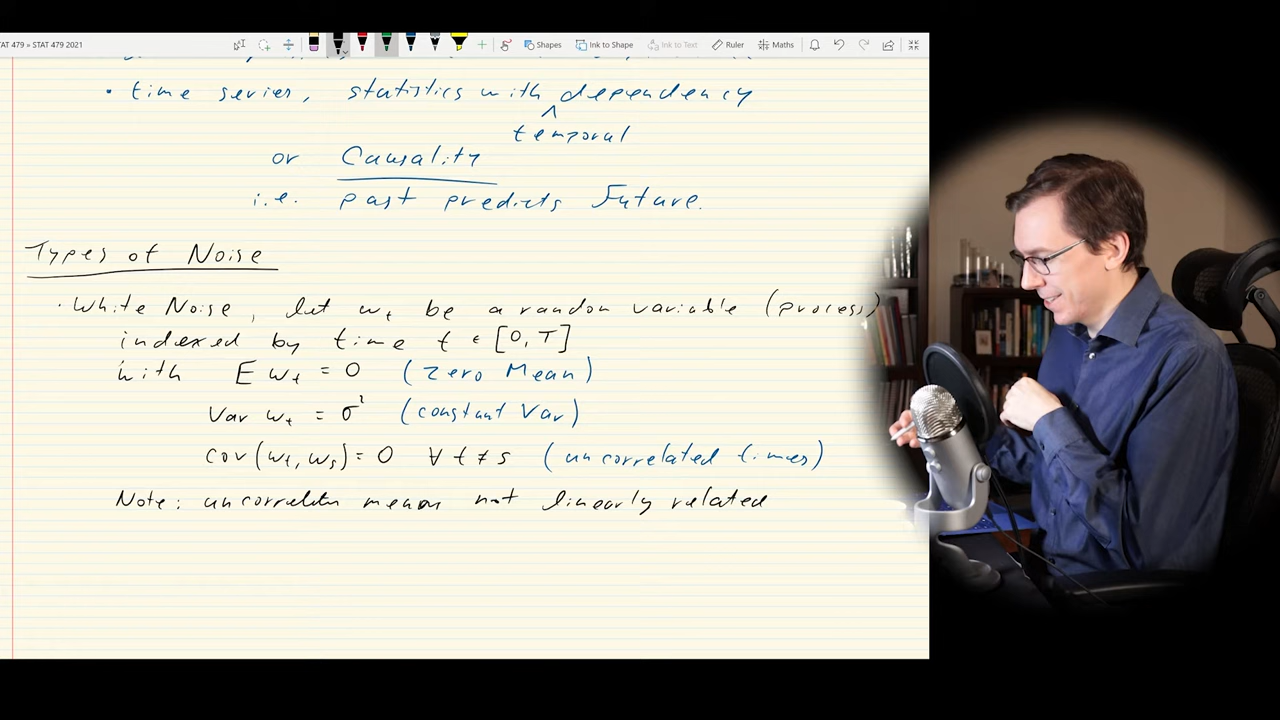 STAT 479 » STAT 479 2021
Shapes Ink to Shape Ink to Text Ruler Maths
• time series, statistics with dependency
^
temporal
or Causality
i.e. past predicts Future.
Types of Noise
• White Noise, let wₜ be a random variable (process)
indexed by time t ∈ [0, T]
with E wₜ = 0 (Zero Mean)
Var wₜ = σ² (constant Var)
cov(wₜ, wₛ) = 0 ∀ t ≠ s (uncorrelated times)
Note: means not linearly related